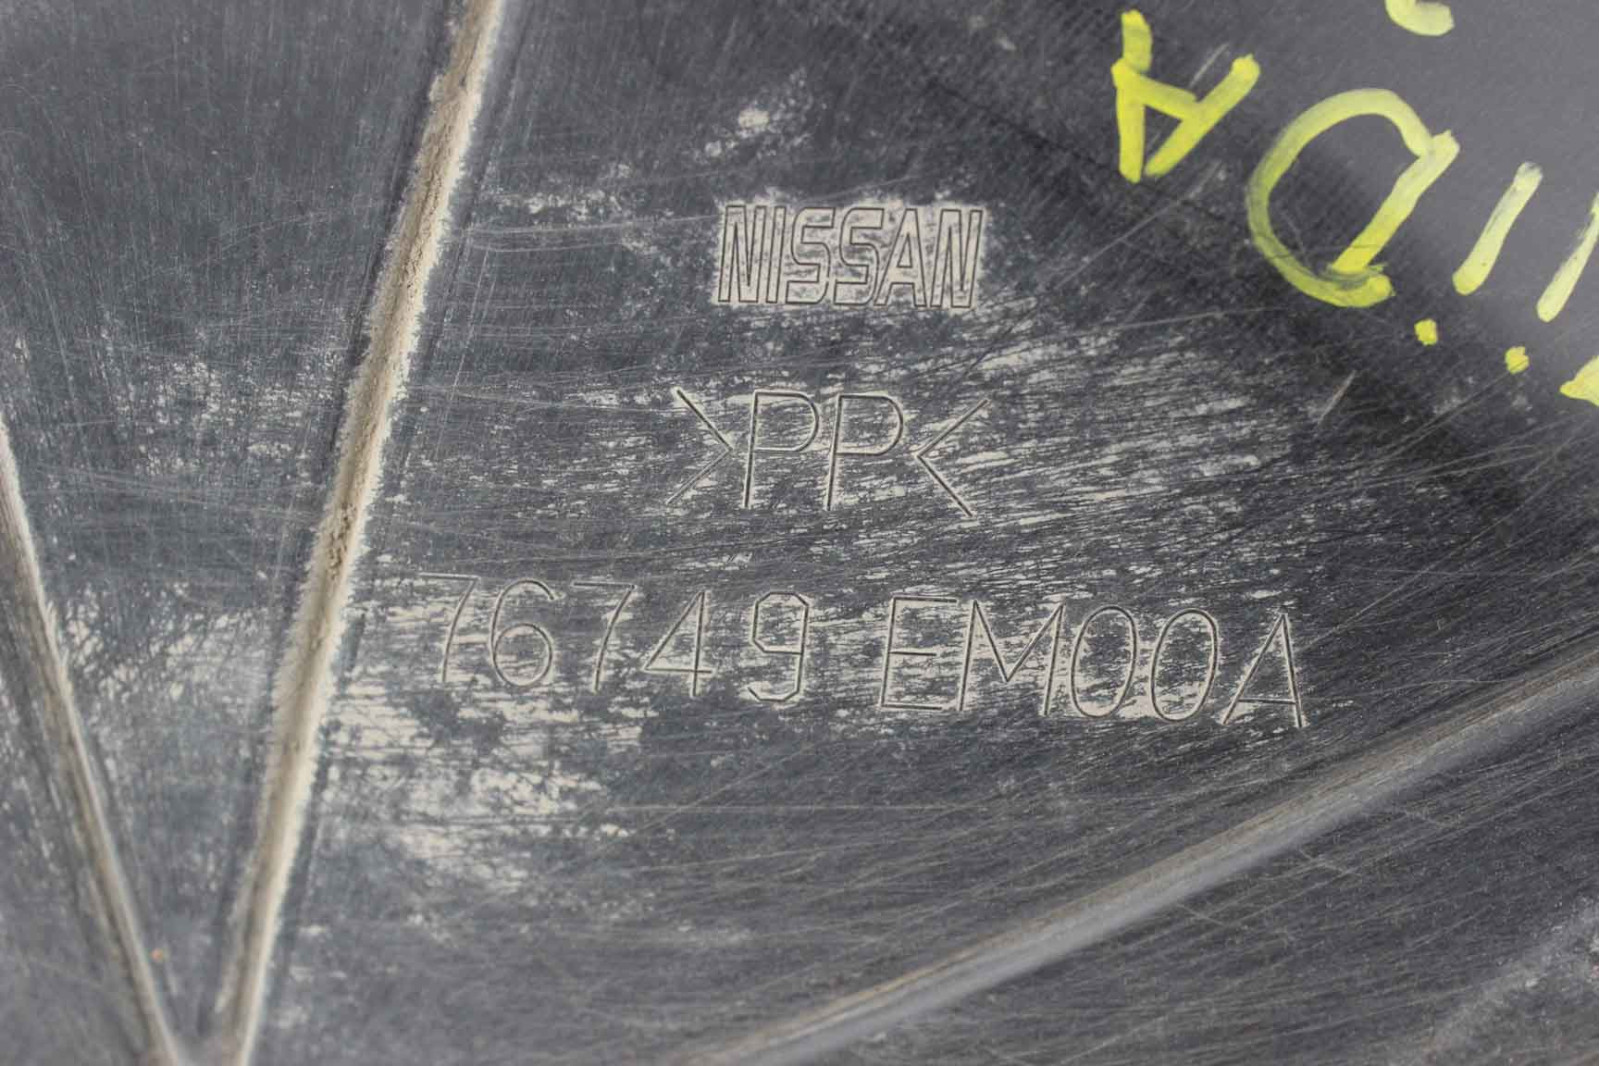 NISSAN
>PP<
76749 EM00A